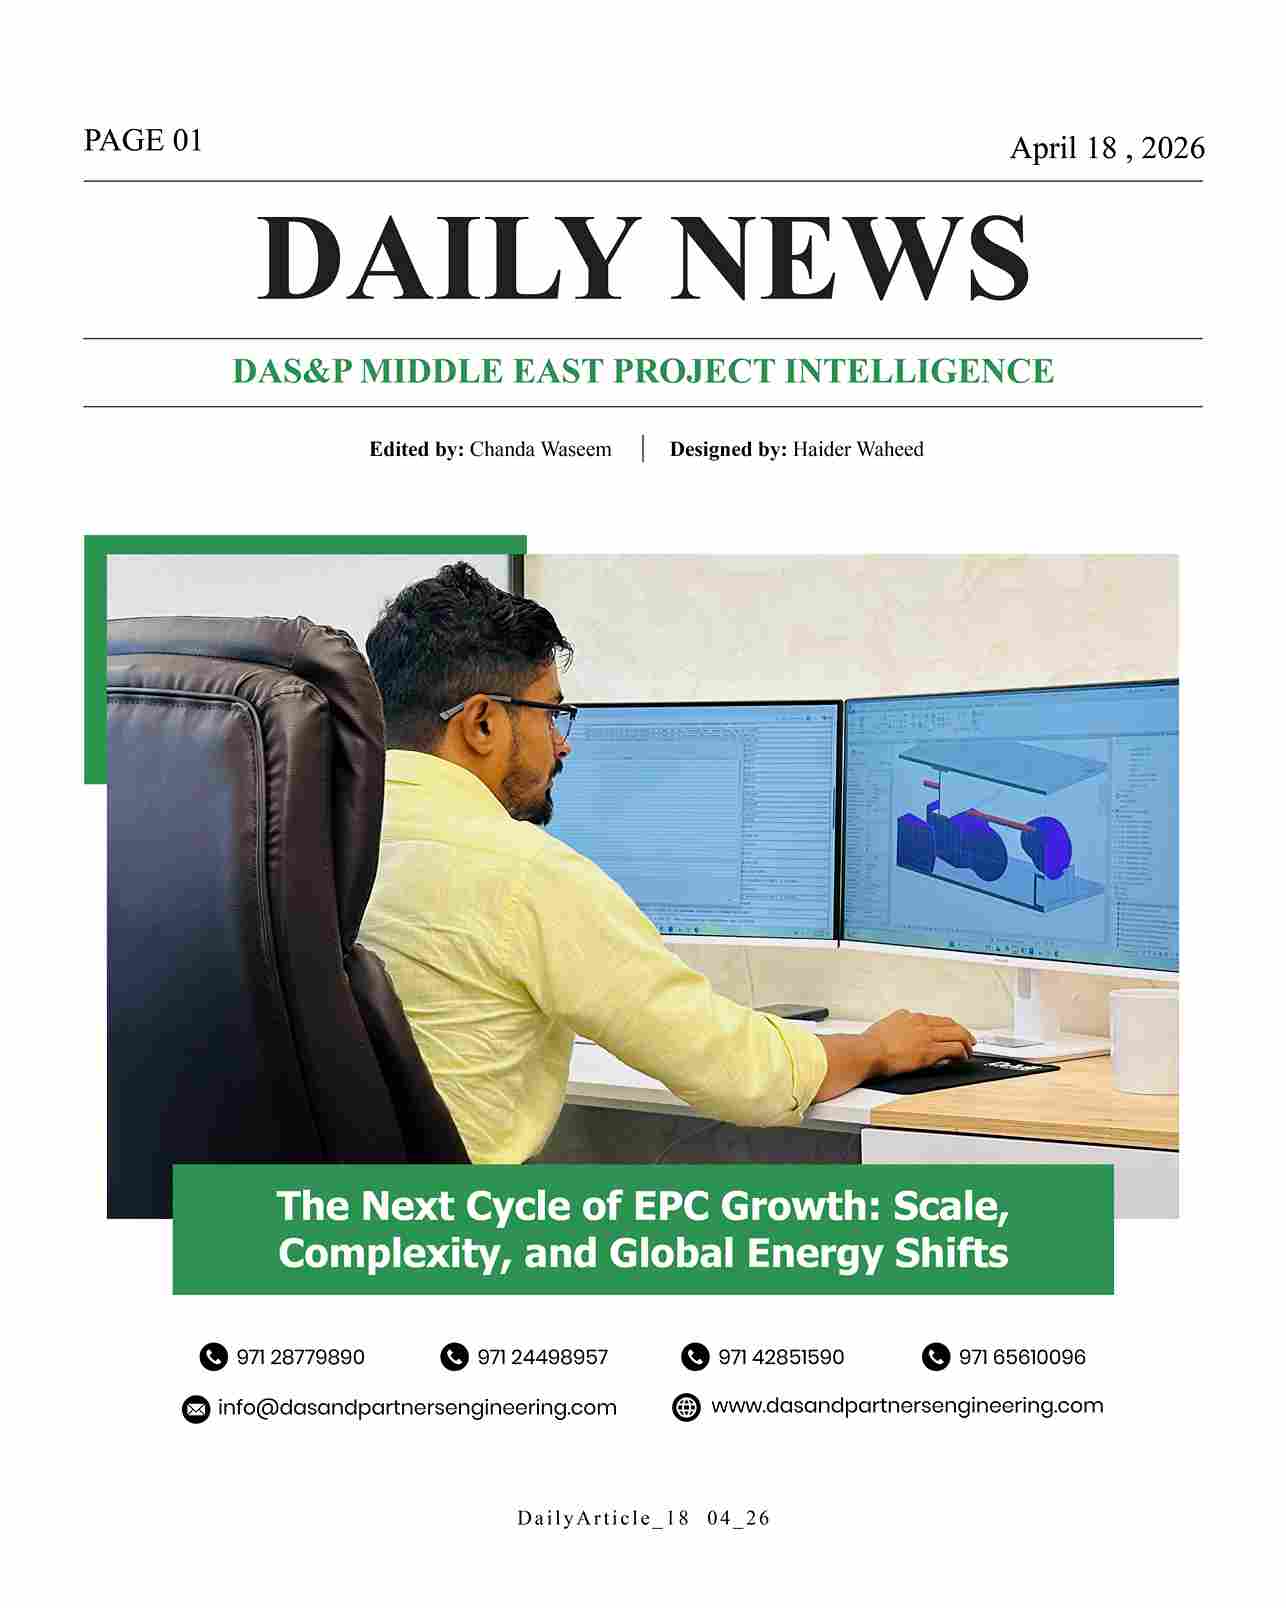 PAGE 01
April 18 , 2026
DAILY NEWS
DAS&P MIDDLE EAST PROJECT INTELLIGENCE
Edited by: Chanda Waseem | Designed by: Haider Waheed
The Next Cycle of EPC Growth: Scale,
Complexity, and Global Energy Shifts
971 28779890
971 24498957
971 42851590
971 65610096
info@dasandpartnersengineering.com
www.dasandpartnersengineering.com
DailyArticle_18 04_26